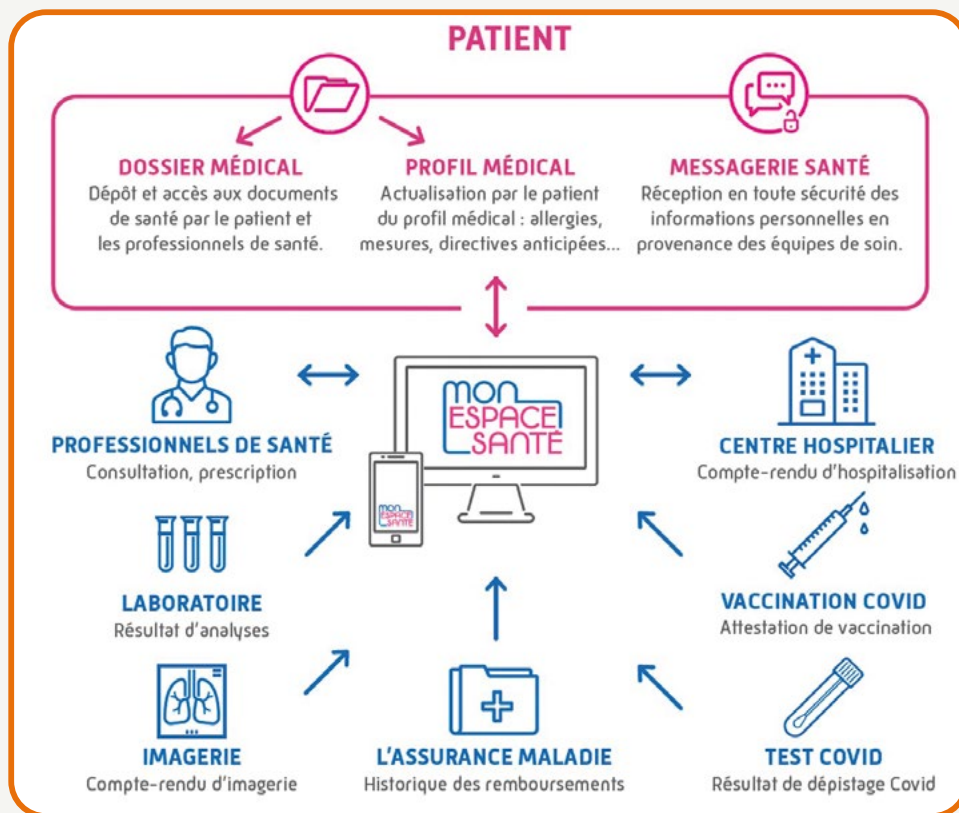 PATIENT
DOSSIER MÉDICAL
Dépôt et accès aux documents
de santé par le patient et
les professionnels de santé.
PROFIL MÉDICAL
Actualisation par le patient
du profil médical : allergies,
mesures, directives anticipées...
MESSAGERIE SANTÉ
Réception en toute sécurité des
informations personnelles en
provenance des équipes de soin.
PROFESSIONNELS DE SANTÉ
Consultation, prescription
mon
ESPACE
SANTÉ
mon
ESPACE
SANTÉ
CENTRE HOSPITALIER
Compte-rendu d'hospitalisation
LABORATOIRE
Résultat d'analyses
VACCINATION COVID
Attestation de vaccination
IMAGERIE
Compte-rendu d'imagerie
L'ASSURANCE MALADIE
Historique des remboursements
TEST COVID
Résultat de dépistage Covid